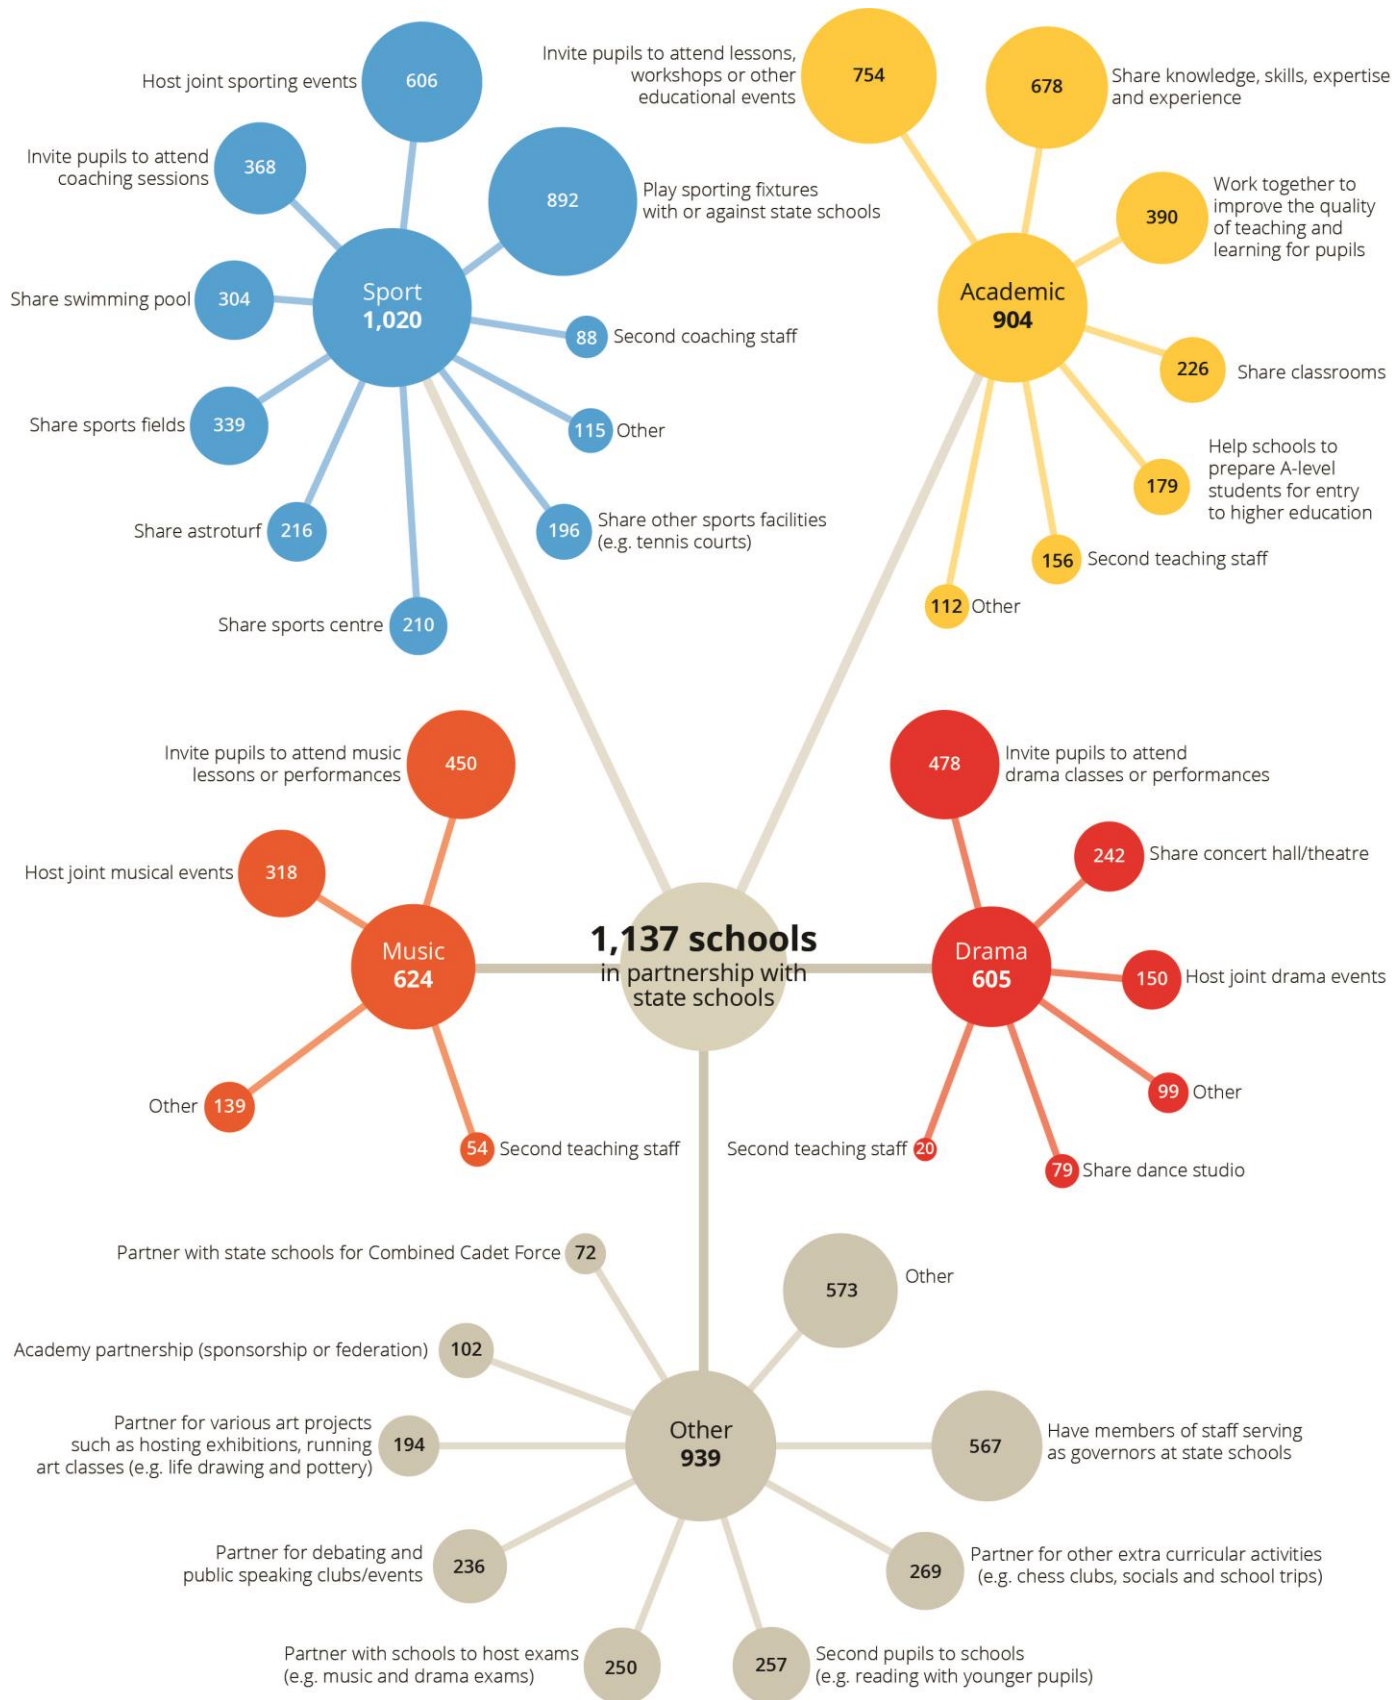 Host joint sporting events
606
Invite pupils to attend
coaching sessions
368
892
Play sporting fixtures
with or against state schools
Share swimming pool
304
Sport
1,020
88
Second coaching staff
Share sports fields
339
115
Other
Share astroturf
216
196
Share other sports facilities
(e.g. tennis courts)
Share sports centre
210
Invite pupils to attend lessons,
workshops or other
educational events
754
678
Share knowledge, skills, expertise
and experience
390
Work together to
improve the quality
of teaching and
learning for pupils
Academic
904
226
Share classrooms
179
Help schools to
prepare A-level
students for entry
to higher education
156
Second teaching staff
112
Other
Invite pupils to attend music
lessons or performances
450
Host joint musical events
318
Music
624
Other
139
54
Second teaching staff
1,137 schools
in partnership with
state schools
478
Invite pupils to attend
drama classes or performances
242
Share concert hall/theatre
Drama
605
150
Host joint drama events
99
Other
Second teaching staff
20
79
Share dance studio
Partner with state schools for Combined Cadet Force
72
573
Other
Academy partnership (sponsorship or federation)
102
Partner for various art projects
such as hosting exhibitions, running
art classes (e.g. life drawing and pottery)
194
Other
939
567
Have members of staff serving
as governors at state schools
Partner for debating and
public speaking clubs/events
236
269
Partner for other extra curricular activities
(e.g. chess clubs, socials and school trips)
Partner with schools to host exams
(e.g. music and drama exams)
250
257
Second pupils to schools
(e.g. reading with younger pupils)